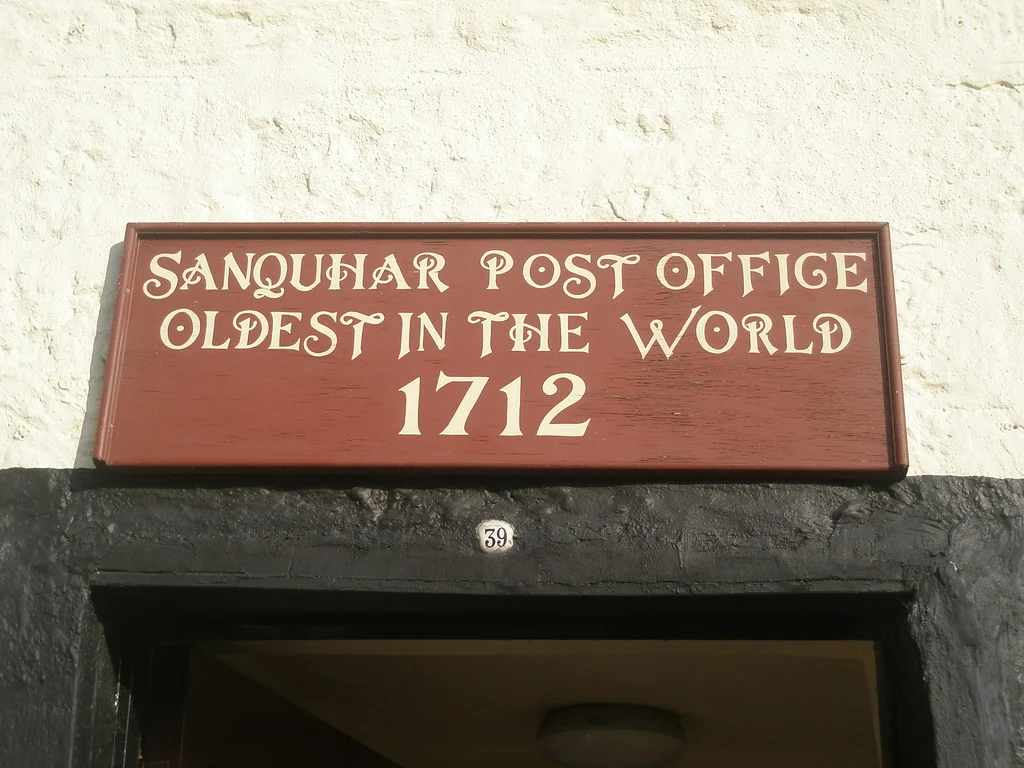 SANQUHAR POST OFFICE
OLDEST IN THE WORLD
1712
39